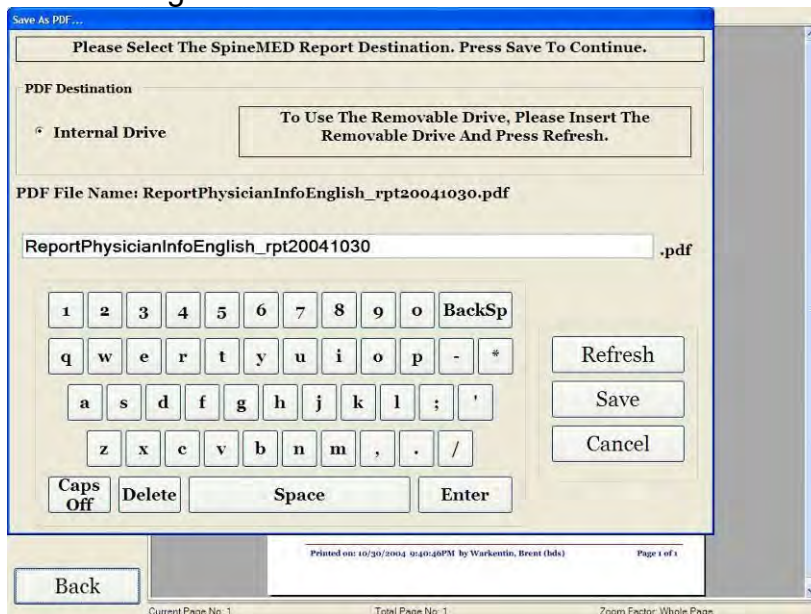 Save As PDF...
Please Select The SpineMED Report Destination. Press Save To Continue.
PDF Destination
Internal Drive
To Use The Removable Drive, Please Insert The
Removable Drive And Press Refresh.
PDF File Name: ReportPhysicianInfoEnglish_rpt20041030.pdf
ReportPhysicianInfoEnglish_rpt20041030 .pdf
1 2 3 4 5 6 7 8 9 0 BackSp
q w e r t y u i o p - *
Refresh
a s d f g h j k l ; '
Save
z x c v b n m , . /
Cancel
Caps
Off Delete Space Enter
Printed on: 10/30/2004 9:40:46PM by Warkentin, Brent (hds) Page 1 of 1
Back
Current Page No: 1 Total Page No: 1 Zoom Factor: Whole Page